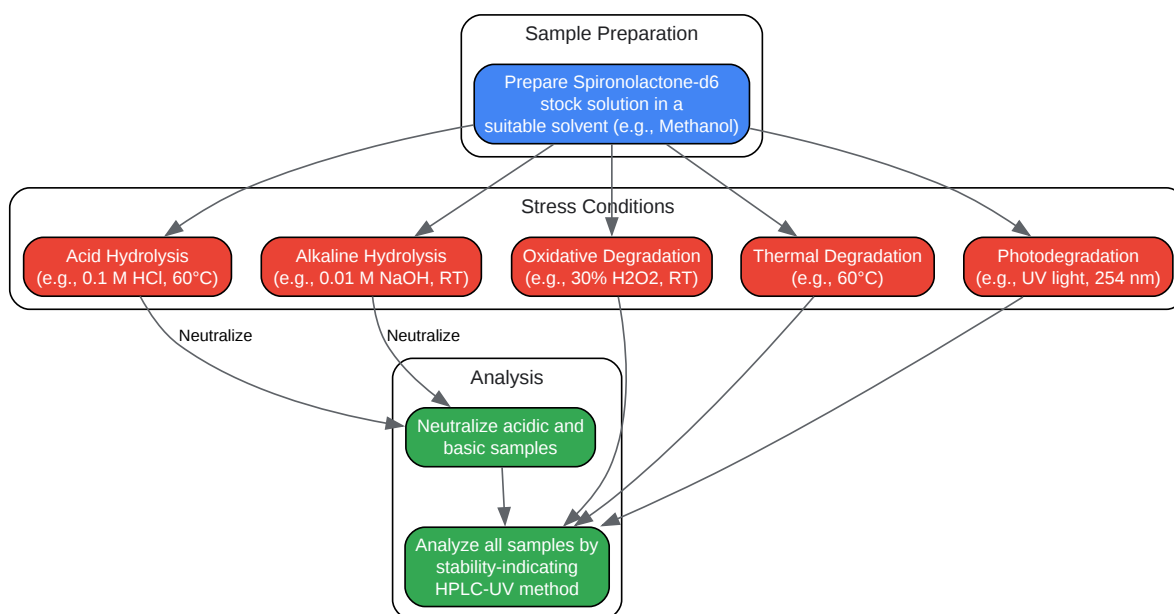 Sample Preparation
Prepare Spironolactone-d6
stock solution in a
suitable solvent (e.g., Methanol)
Stress Conditions
Acid Hydrolysis
(e.g., 0.1 M HCl, 60°C)
Alkaline Hydrolysis
(e.g., 0.01 M NaOH, RT)
Oxidative Degradation
(e.g., 30% H2O2, RT)
Thermal Degradation
(e.g., 60°C)
Photodegradation
(e.g., UV light, 254 nm)
Neutralize
Neutralize
Analysis
Neutralize acidic and
basic samples
Analyze all samples by
stability-indicating
HPLC-UV method